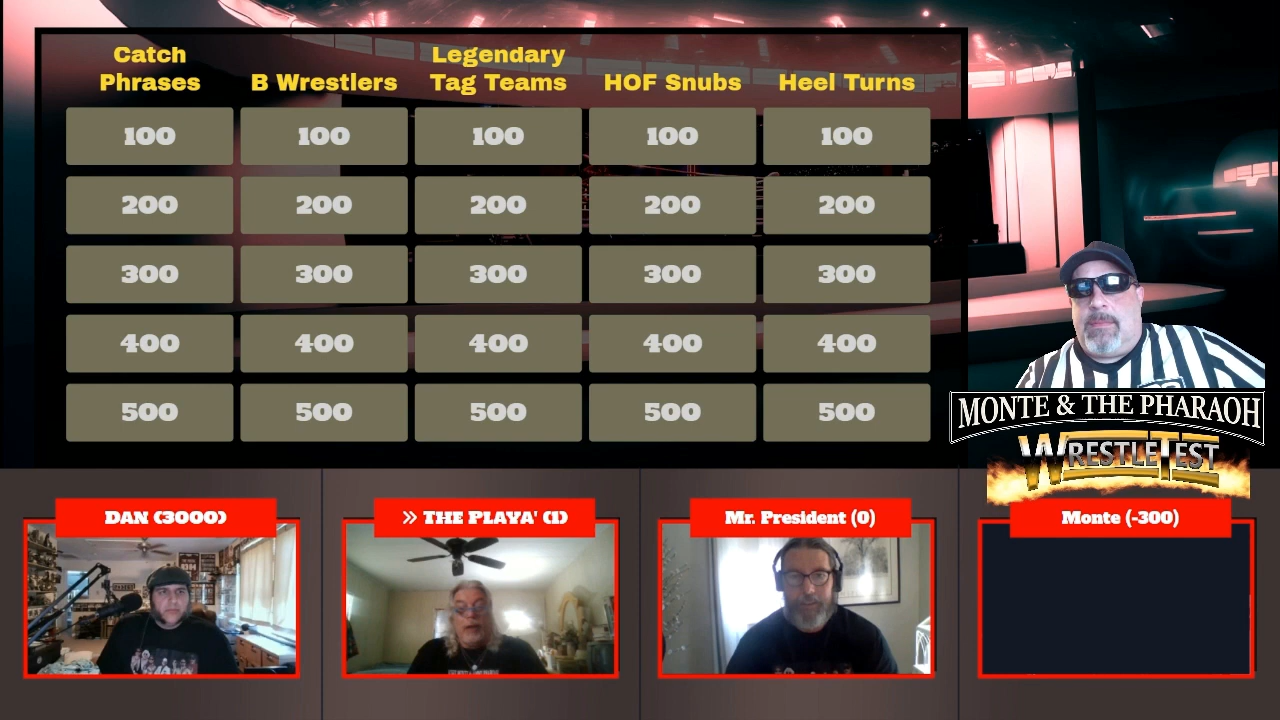 Catch
Phrases
B Wrestlers
Legendary
Tag Teams
HOF Snubs
Heel Turns
100 100 100 100 100
200 200 200 200 200
300 300 300 300 300
400 400 400 400 400
500 500 500 500 500
MONTE & THE PHARAOH
WRESTLETEST
DAN (3000)
» THE PLAYA' (1)
Mr. President (0)
Monte (-300)